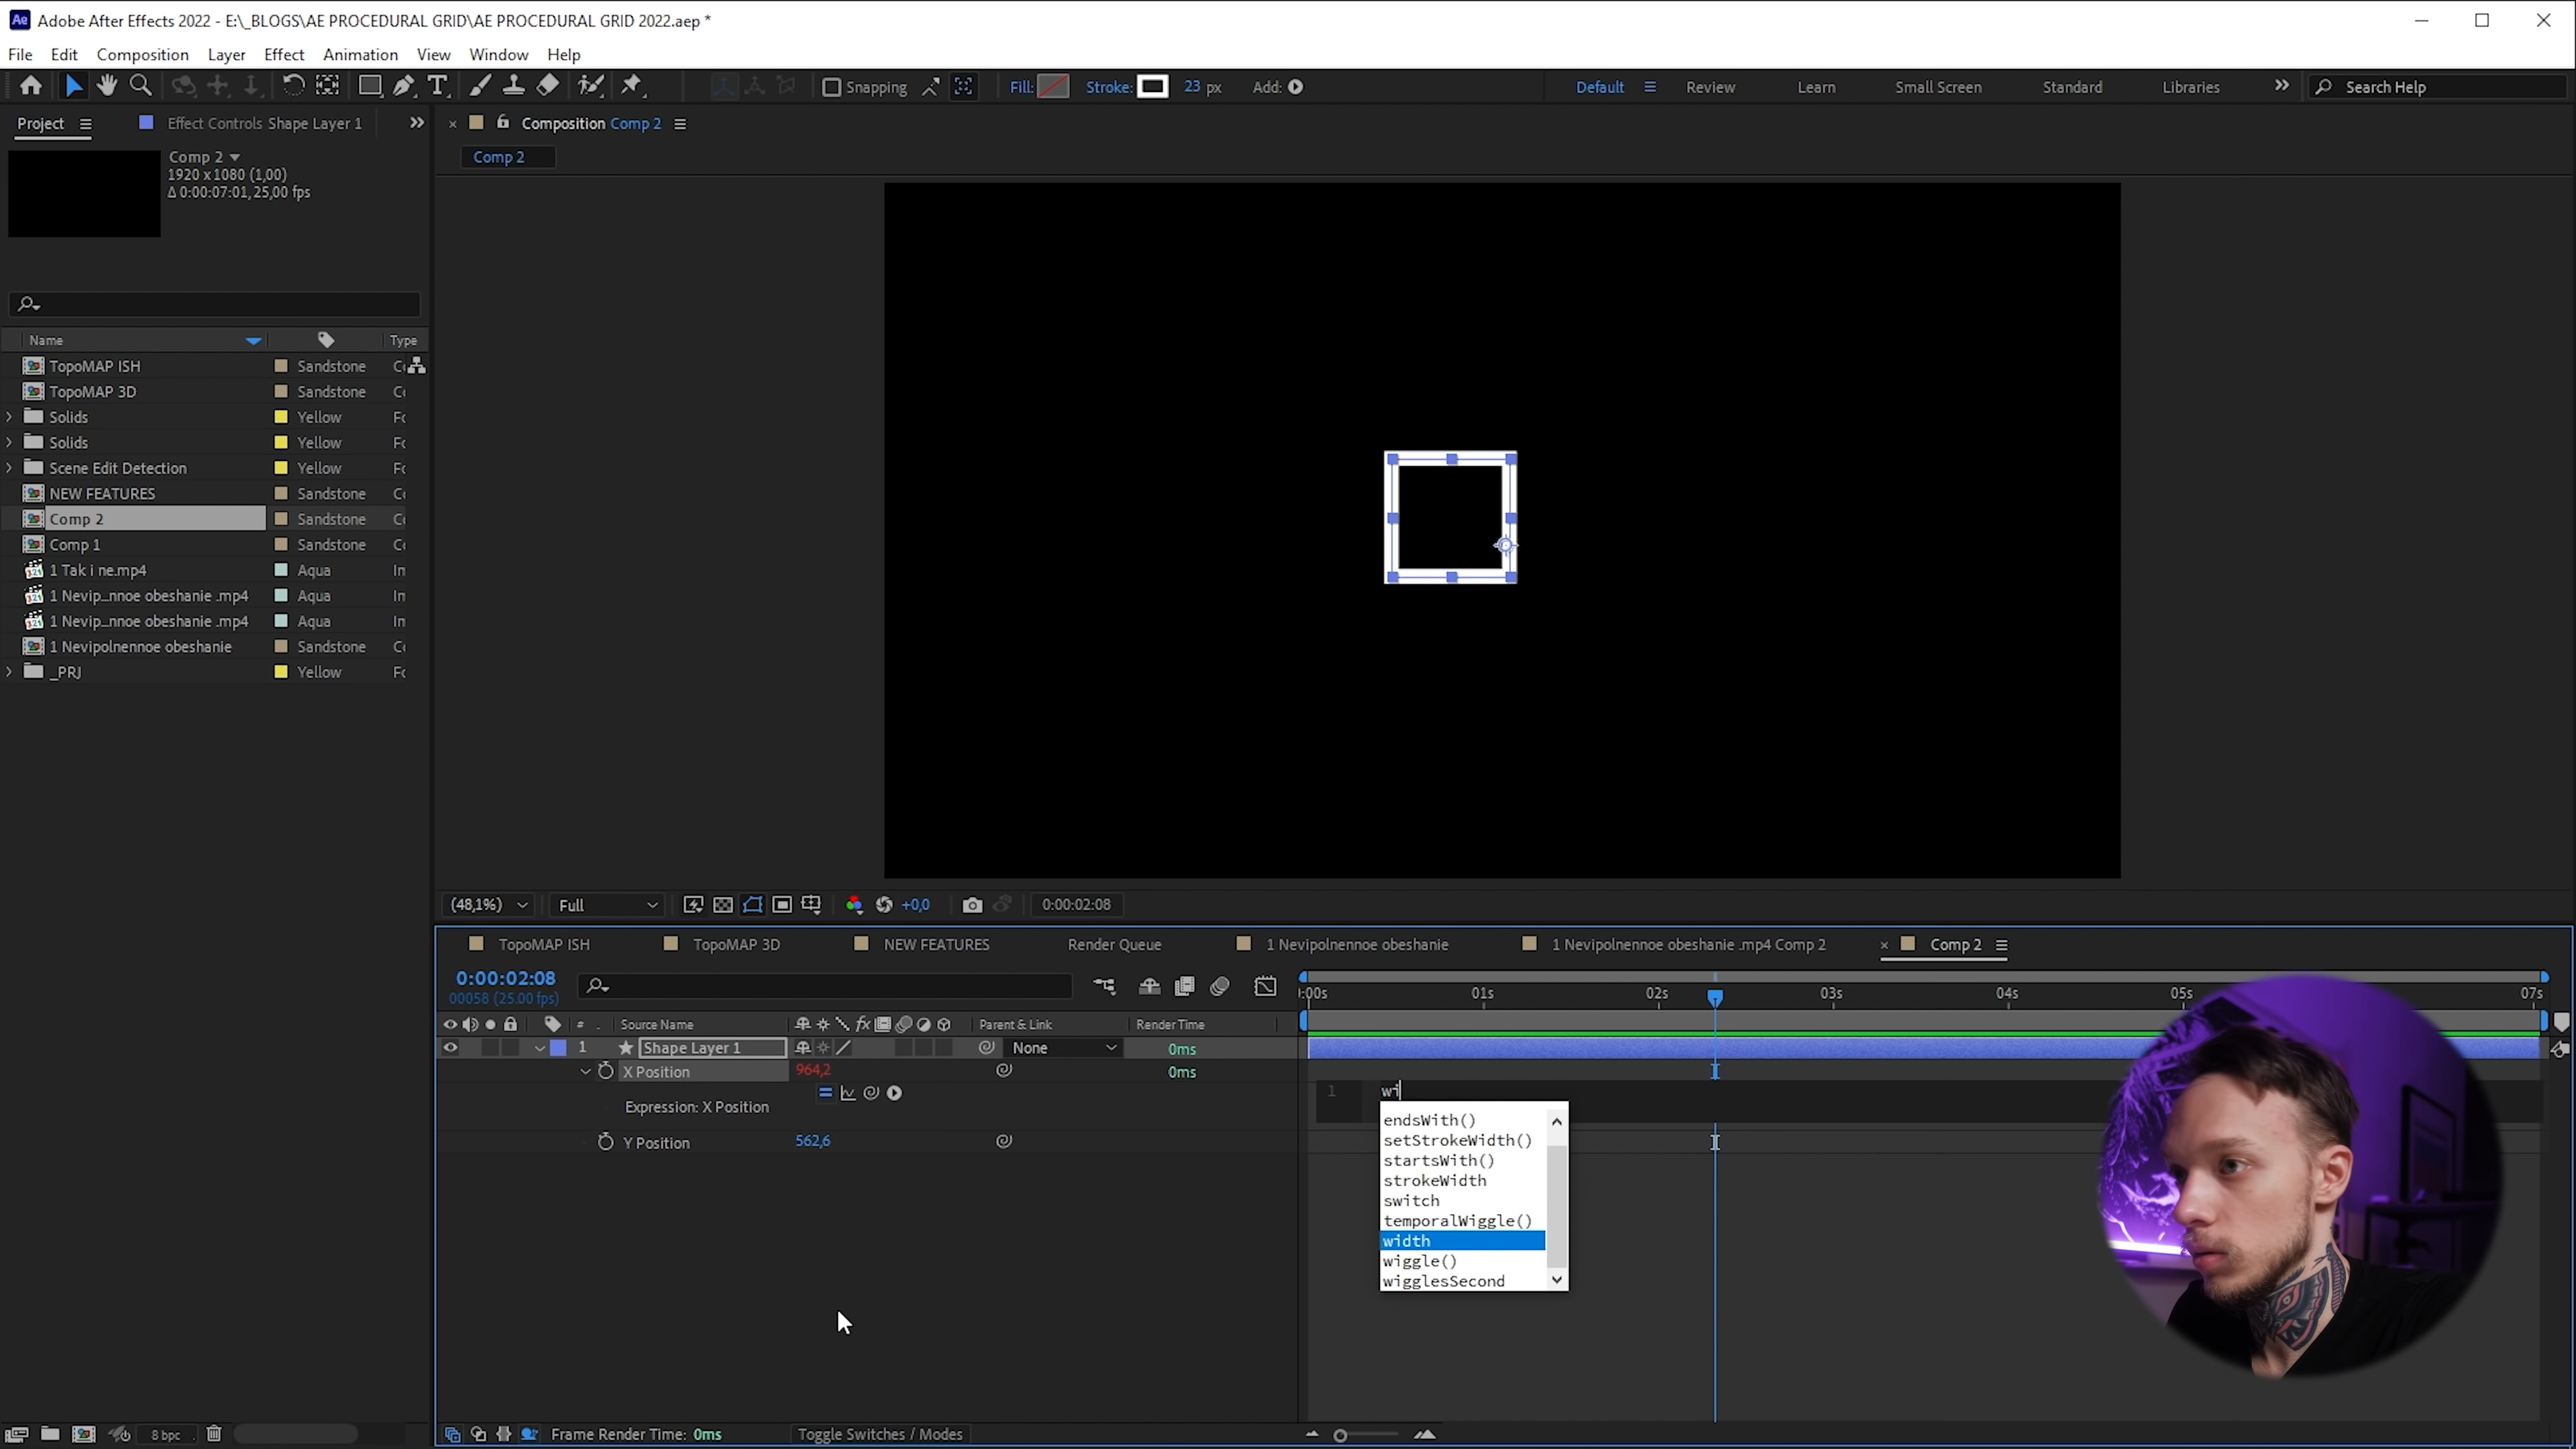 Ae Adobe After Effects 2022 - E:\_BLOGS\AE PROCEDURAL GRID\AE PROCEDURAL GRID 2022.aep *
File Edit Composition Layer Effect Animation View Window Help
Snapping Fill: Stroke: 23 px Add: Default Review Learn Small Screen Standard Libraries Search Help
Project Effect Controls Shape Layer 1
Composition Comp 2
Comp 2
Comp 2
1920 x 1080 (1,00)
Δ 0:00:07:01, 25,00 fps
Name Type
TopoMAP ISH Sandstone
TopoMAP 3D Sandstone
Solids Yellow
Solids Yellow
Scene Edit Detection Yellow
NEW FEATURES Sandstone
Comp 2 Sandstone
Comp 1 Sandstone
1 Tak i ne.mp4 Aqua In
1 Nevip...nnoe obeshanie .mp4 Aqua In
1 Nevip...nnoe obeshanie .mp4 Aqua In
1 Nevipolnennoe obeshanie Sandstone
_PRJ Yellow
(48,1%) Full +0,0 0:00:02:08
TopoMAP ISH TopoMAP 3D NEW FEATURES Render Queue 1 Nevipolnennoe obeshanie 1 Nevipolnennoe obeshanie .mp4 Comp 2 Comp 2
0:00:02:08
00058 (25.00 fps)
:00s 01s 02s 03s 04s 05s 07s
# Source Name fx Parent & Link Render Time
1 Shape Layer 1 None 0ms
X Position 964,2 0ms
Expression: X Position
Y Position 562,6
1 wi
endsWith()
setStrokeWidth()
startsWith()
strokeWidth
switch
temporalWiggle()
width
wiggle()
wigglesSecond
8 bpc
Frame Render Time: 0ms Toggle Switches / Modes